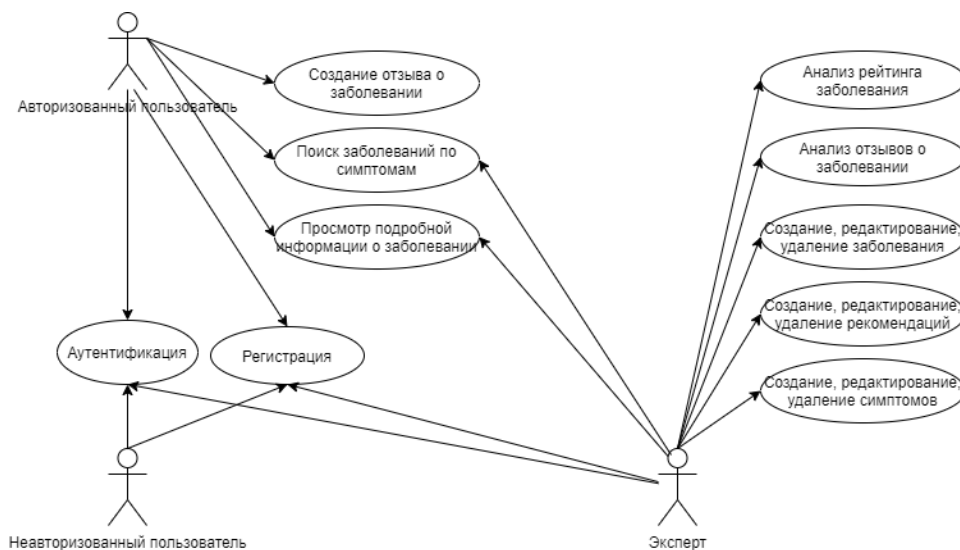 Авторизованный пользователь
Создание отзыва о
заболевании
Поиск заболеваний по
симптомам
Просмотр подробной
информации о заболевании
Аутентификация
Регистрация
Неавторизованный пользователь
Анализ рейтинга
заболевания
Анализ отзывов о
заболевании
Создание, редактирование,
удаление заболевания
Создание, редактирование,
удаление рекомендаций
Создание, редактирование,
удаление симптомов
Эксперт